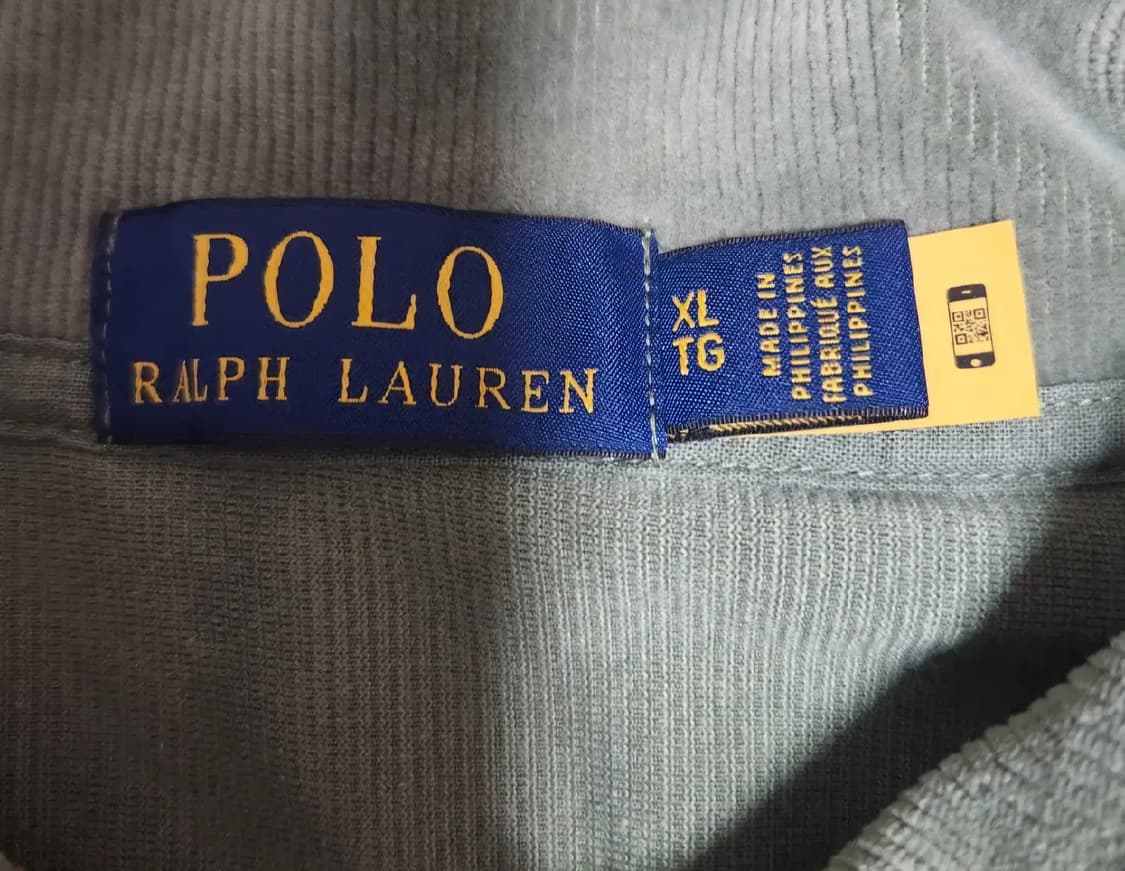 POLO
RALPH LAUREN
XL
TG
MADE IN
PHILIPPINES
FABRIQUÉ AUX
PHILIPPINES